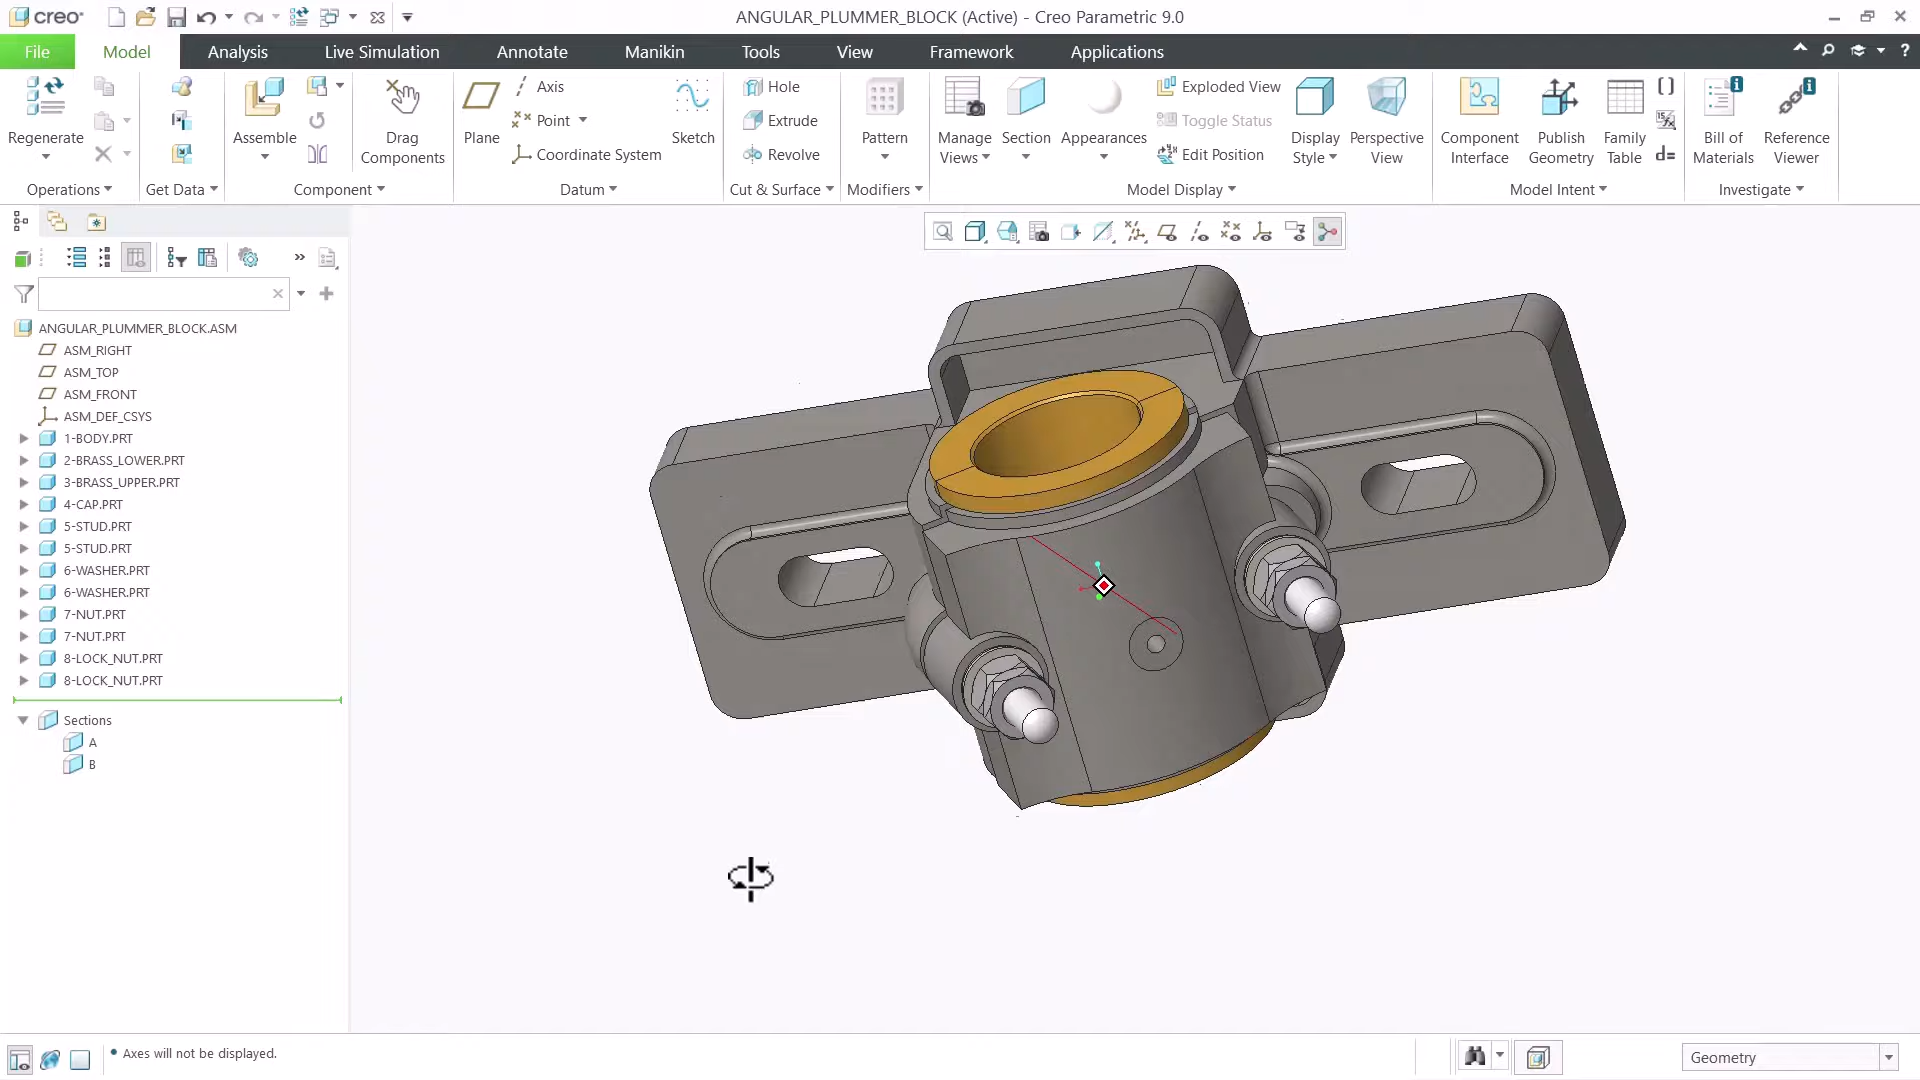 creo
ANGULAR_PLUMMER_BLOCK (Active) - Creo Parametric 9.0
File
Model
Analysis
Live Simulation
Annotate
Manikin
Tools
View
Framework
Applications
Regenerate
Operations
Get Data
Assemble
Drag
Components
Component
Plane
Axis
Point
Coordinate System
Sketch
Datum
Hole
Extrude
Revolve
Cut & Surface
Pattern
Modifiers
Manage
Views
Section
Appearances
Exploded View
Toggle Status
Edit Position
Display
Style
Perspective
View
Model Display
Component
Interface
Publish
Geometry
Family
Table
d=
Model Intent
Bill of
Materials
Reference
Viewer
Investigate
ANGULAR_PLUMMER_BLOCK.ASM
ASM_RIGHT
ASM_TOP
ASM_FRONT
ASM_DEF_CSYS
1-BODY.PRT
2-BRASS_LOWER.PRT
3-BRASS_UPPER.PRT
4-CAP.PRT
5-STUD.PRT
5-STUD.PRT
6-WASHER.PRT
6-WASHER.PRT
7-NUT.PRT
7-NUT.PRT
8-LOCK_NUT.PRT
8-LOCK_NUT.PRT
Sections
A
B
Axes will not be displayed.
Geometry